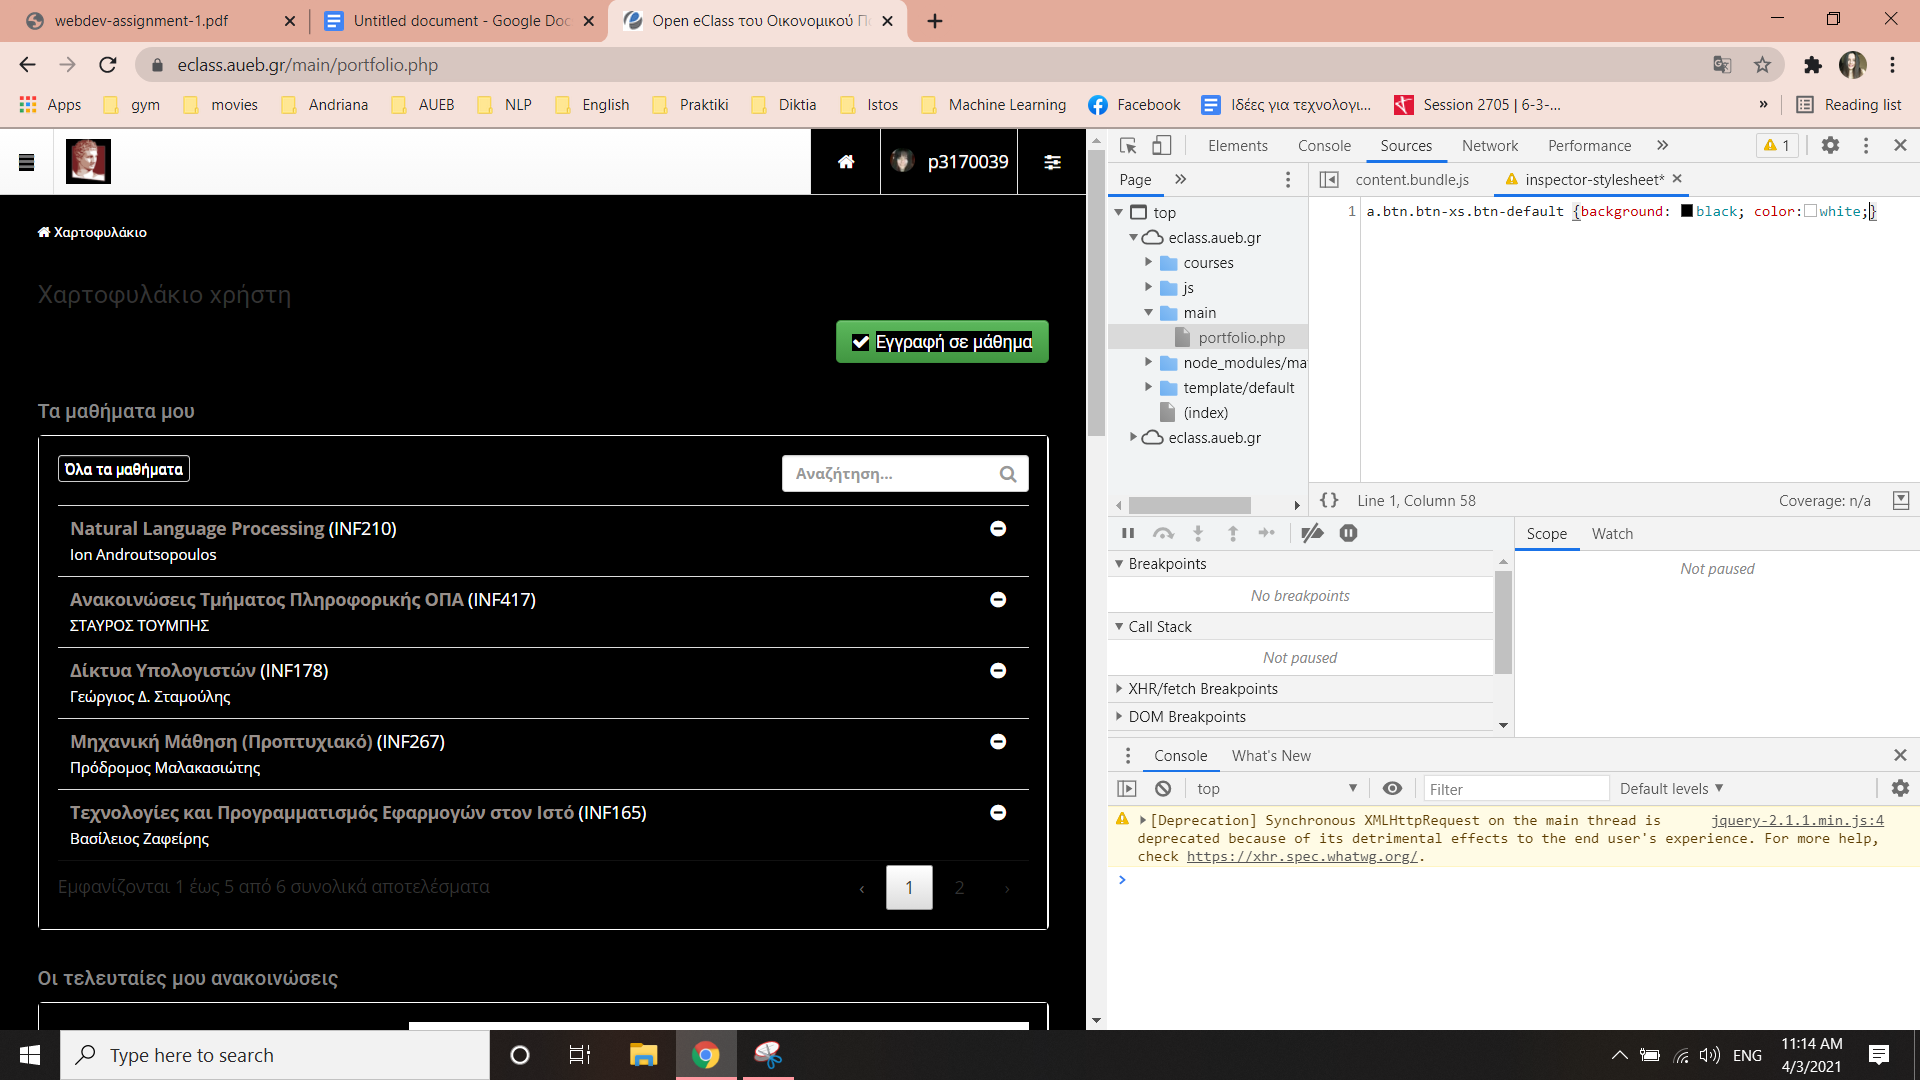 webdev-assignment-1.pdf
Untitled document - Google Doc
Open eClass του Οικονομικού Πα
eclass.aueb.gr/main/portfolio.php
Apps gym movies Andriana AUEB NLP English Praktiki Diktia Istos Machine Learning Facebook Ιδέες για τεχνολογι... Session 2705 | 6-3-... » Reading list
p3170039
Χαρτοφυλάκιο
Χαρτοφυλάκιο χρήστη
Εγγραφή σε μάθημα
Τα μαθήματα μου
Όλα τα μαθήματα
Αναζήτηση...
Natural Language Processing (INF210)
Ion Androutsopoulos
Ανακοινώσεις Τμήματος Πληροφορικής ΟΠΑ (INF417)
ΣΤΑΥΡΟΣ ΤΟΥΜΠΗΣ
Δίκτυα Υπολογιστών (INF178)
Γεώργιος Δ. Σταμούλης
Μηχανική Μάθηση (Προπτυχιακό) (INF267)
Πρόδρομος Μαλακασιώτης
Τεχνολογίες και Προγραμματισμός Εφαρμογών στον Ιστό (INF165)
Βασίλειος Ζαφείρης
Εμφανίζονται 1 έως 5 από 6 συνολικά αποτελέσματα
‹ 1 2 ›
Οι τελευταίες μου ανακοινώσεις
Elements Console Sources Network Performance » 1
Page »
content.bundle.js inspector-stylesheet*
top
eclass.aueb.gr
courses
js
main
portfolio.php
node_modules/ma
template/default
(index)
eclass.aueb.gr
1 a.btn.btn-xs.btn-default {background: black; color:white;}
{} Line 1, Column 58
Coverage: n/a
Breakpoints
No breakpoints
Call Stack
Not paused
XHR/fetch Breakpoints
DOM Breakpoints
Scope Watch
Not paused
Console What's New
top
Filter
Default levels
[Deprecation] Synchronous XMLHttpRequest on the main thread is jquery-2.1.1.min.js:4
deprecated because of its detrimental effects to the end user's experience. For more help,
check https://xhr.spec.whatwg.org/.
Type here to search
ENG
11:14 AM
4/3/2021